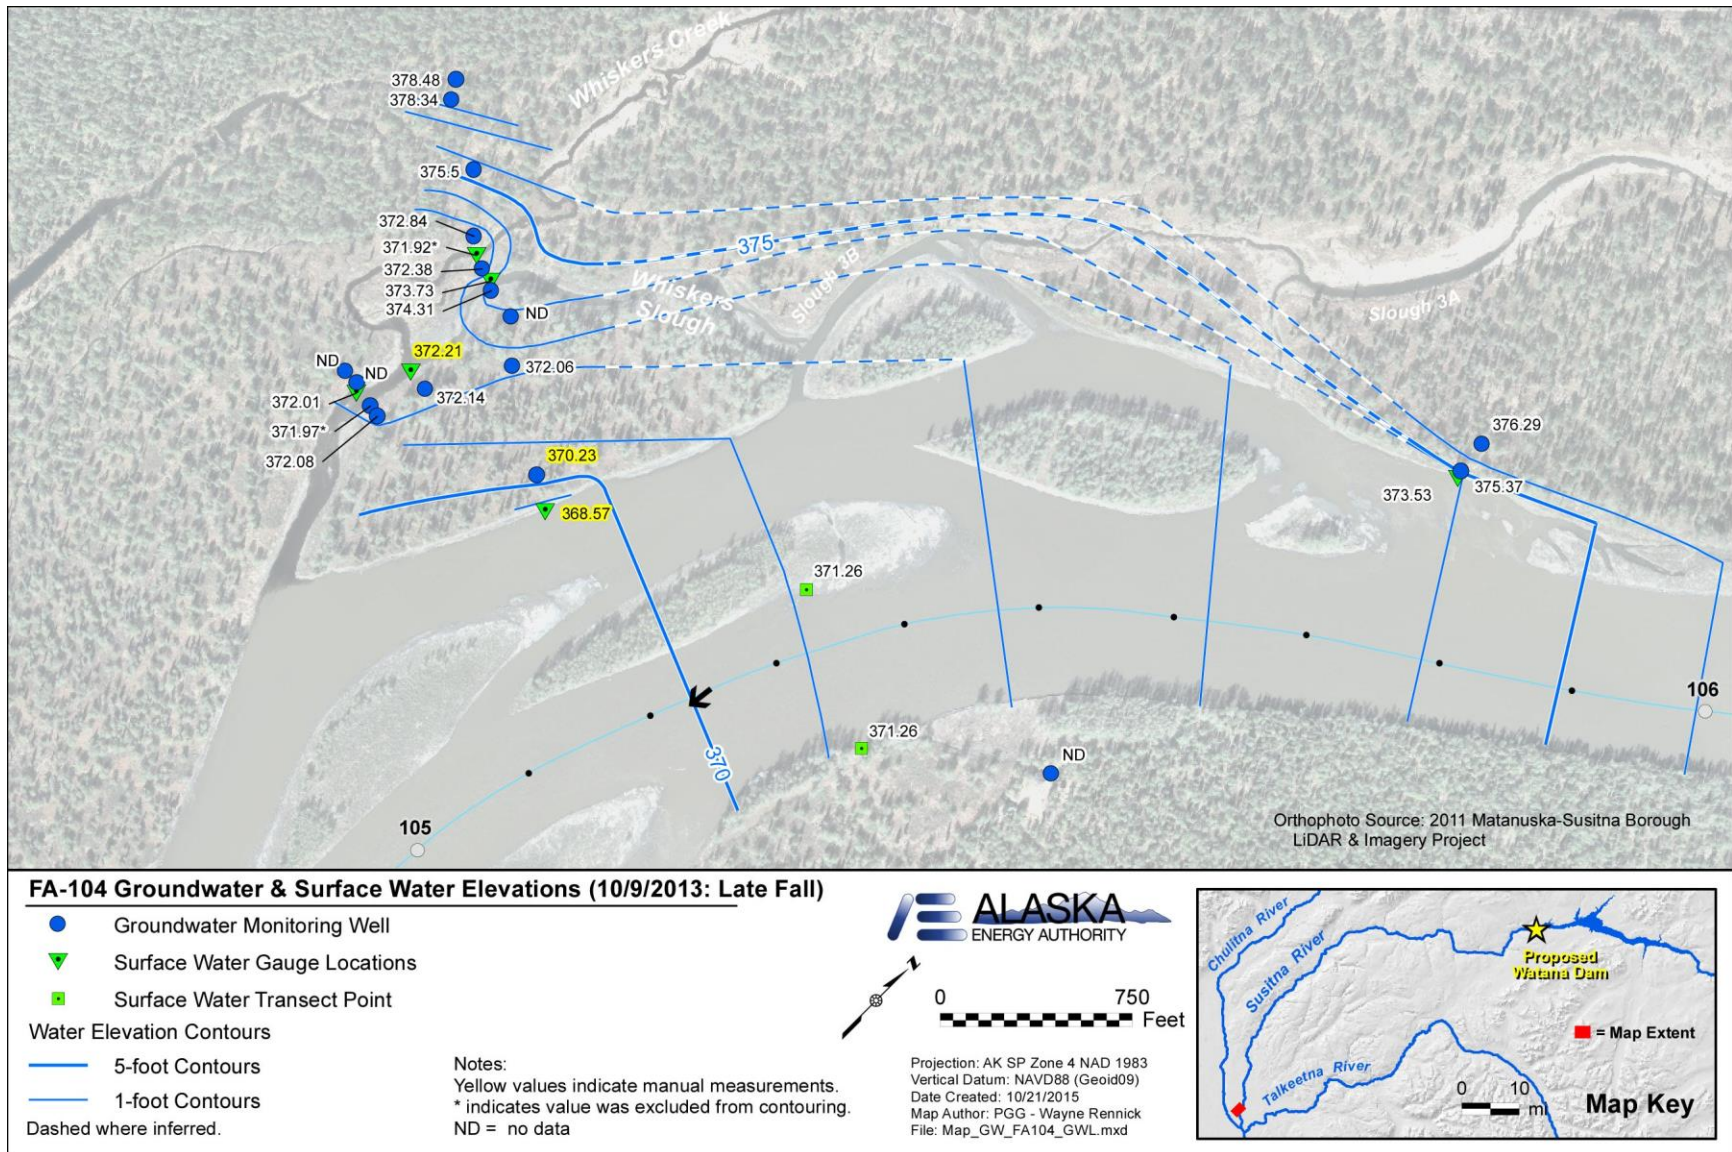 Whiskers Creek
378.48
378.34
375.5
372.84
371.92*
372.38
373.73
374.31
375
Whiskers
Slough
Slough 3B
Slough 3A
ND
372.21
ND
ND
372.06
372.01
372.14
371.97*
372.08
376.29
370.23
373.53
375.37
368.57
371.26
106
371.26
370
ND
105
Orthophoto Source: 2011 Matanuska-Susitna Borough
LiDAR & Imagery Project
FA-104 Groundwater & Surface Water Elevations (10/9/2013: Late Fall)
Groundwater Monitoring Well
Surface Water Gauge Locations
Surface Water Transect Point
Water Elevation Contours
5-foot Contours
1-foot Contours
Dashed where inferred.
Notes:
Yellow values indicate manual measurements.
* indicates value was excluded from contouring.
ND = no data
ALASKA
ENERGY AUTHORITY
N
0 750
Feet
Projection: AK SP Zone 4 NAD 1983
Vertical Datum: NAVD88 (Geoid09)
Date Created: 10/21/2015
Map Author: PGG - Wayne Rennick
File: Map_GW_FA104_GWL.mxd
Chulitna River
Susitna River
Proposed
Watana Dam
= Map Extent
Talkeetna River
0 10
mi
Map Key